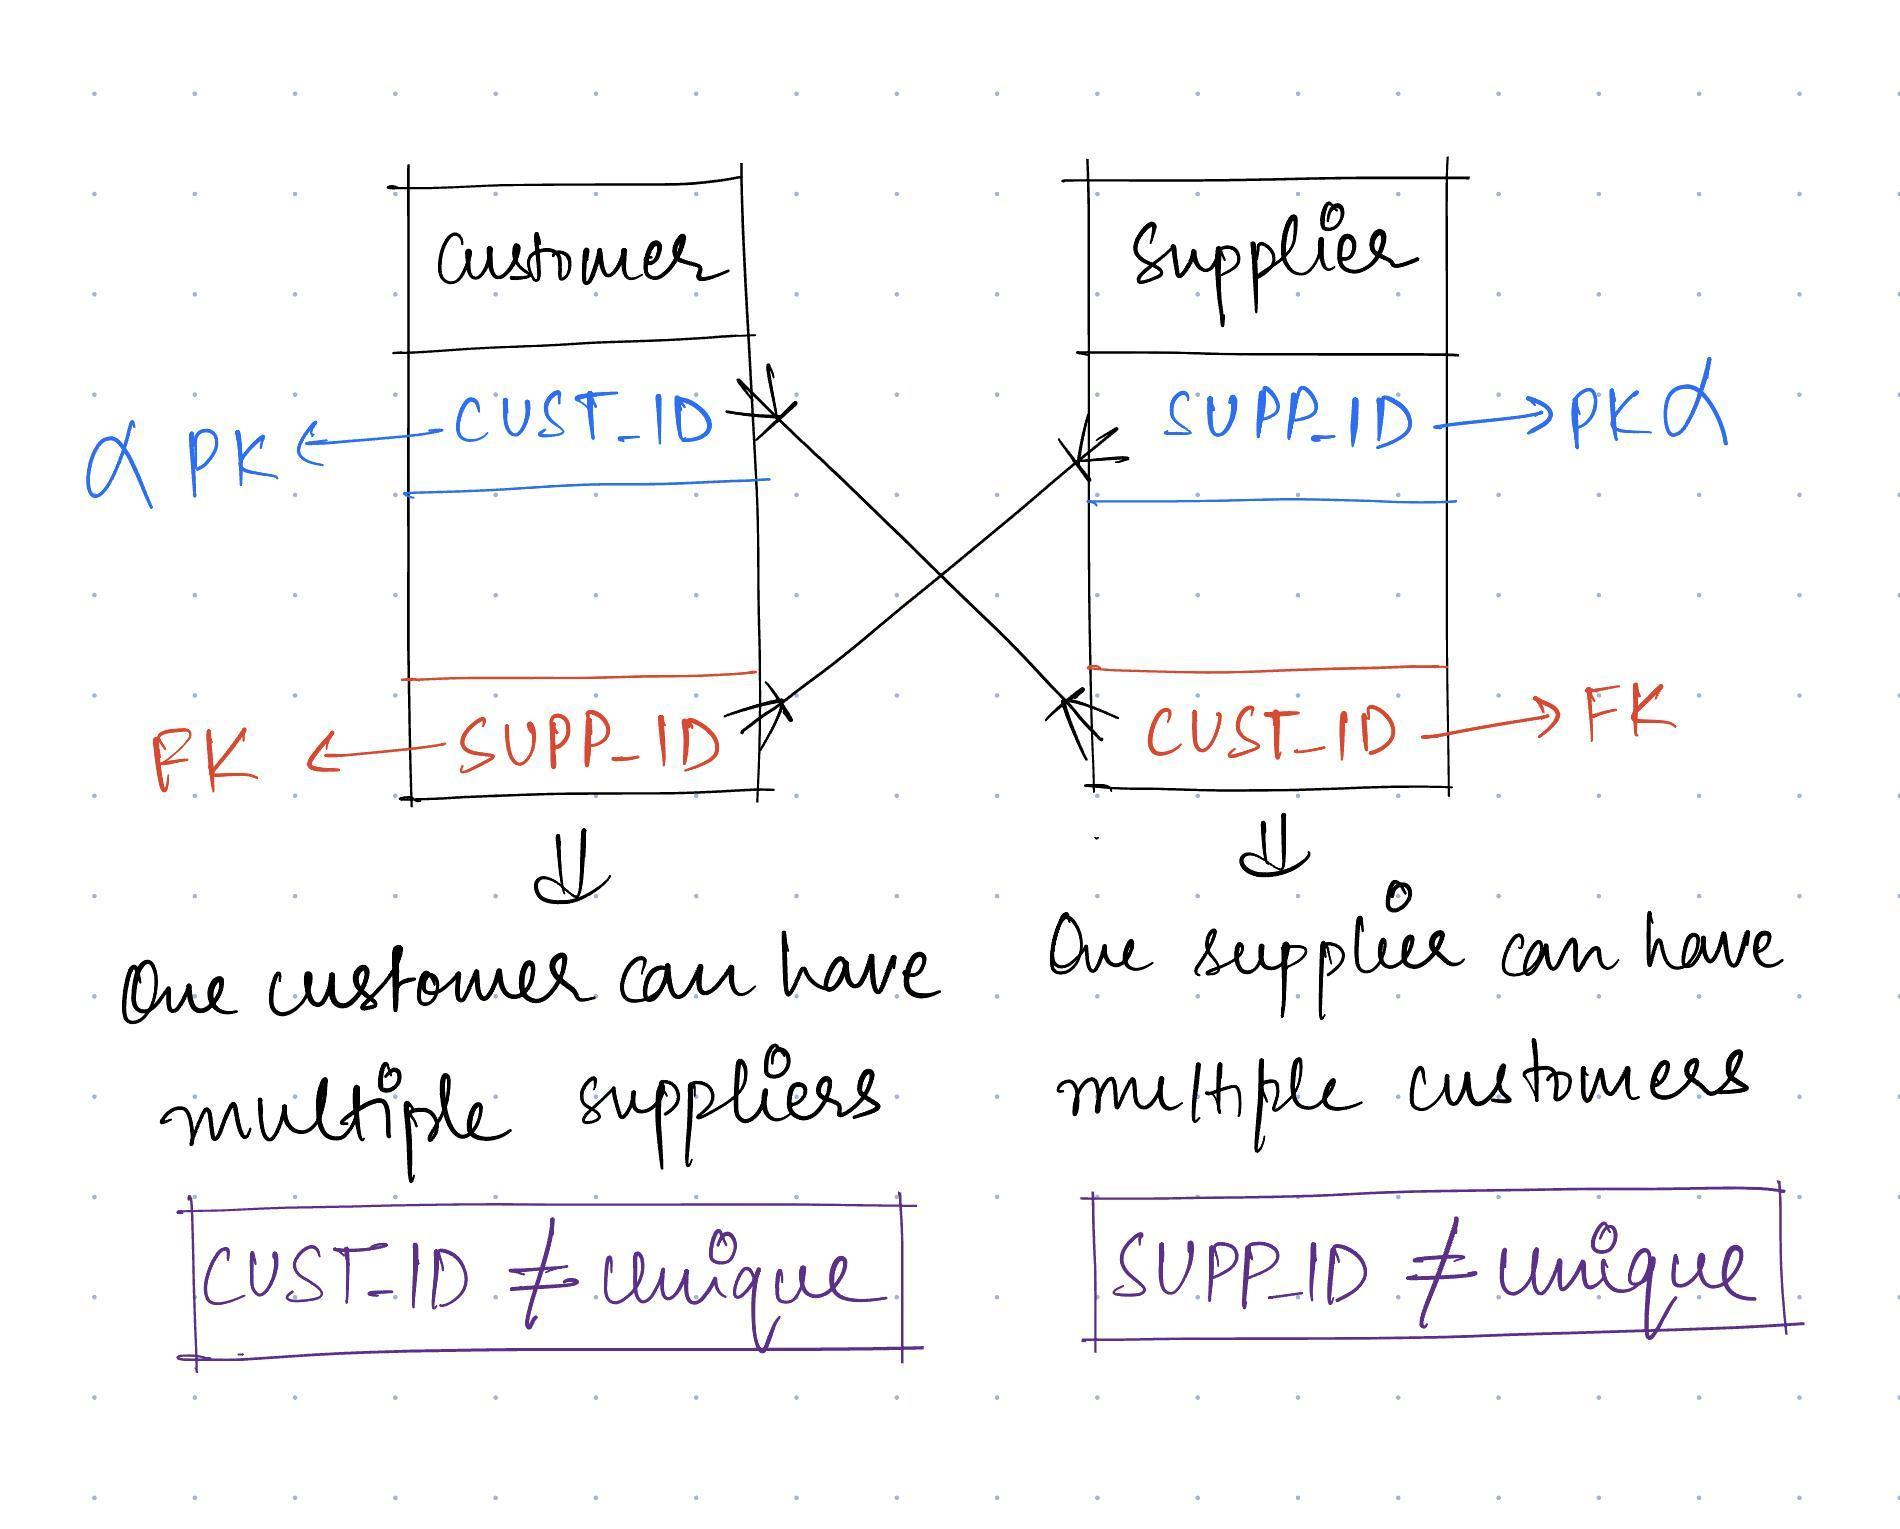 Customer
Supplier
α PK
CUST_ID
SUPP_ID
PK α
FK
SUPP_ID
CUST_ID
FK
One customer can have
multiple suppliers
One supplier can have
multiple customers
CUST_ID ≠ unique
SUPP_ID ≠ unique